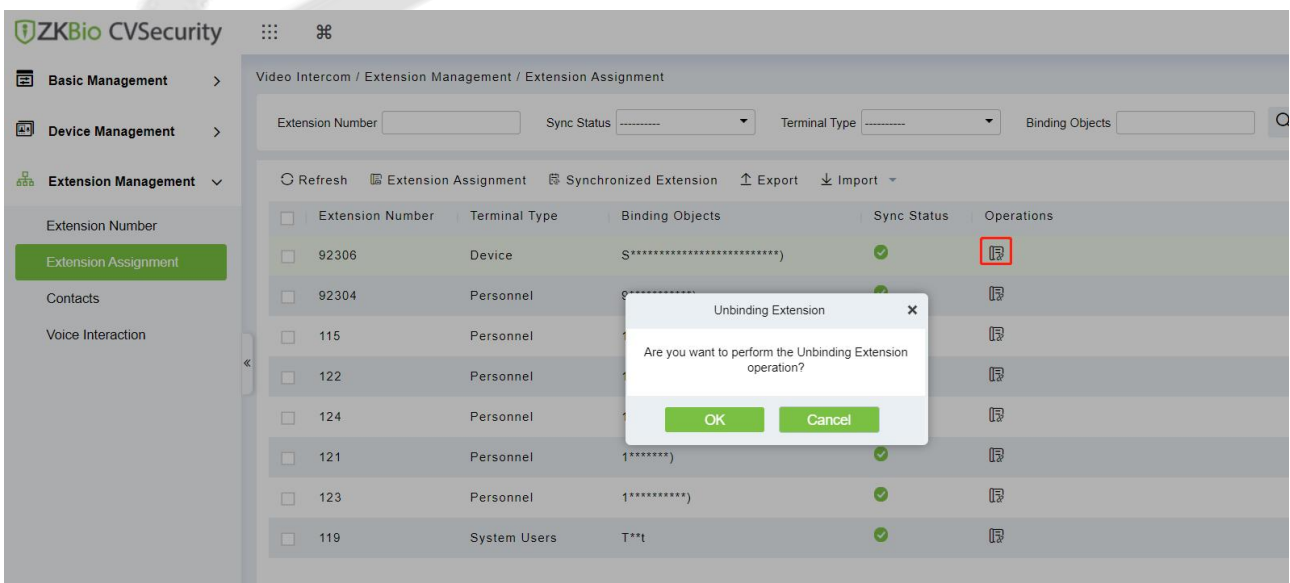 ZKBio CVSecurity
Basic Management
Device Management
Extension Management
Extension Number
Extension Assignment
Contacts
Voice Interaction
Video Intercom / Extension Management / Extension Assignment
Extension Number Sync Status ---------- Terminal Type ---------- Binding Objects
Refresh Extension Assignment Synchronized Extension Export Import
Extension Number Terminal Type Binding Objects Sync Status Operations
92306 Device S**************************)
92304 Personnel
115 Personnel
122 Personnel
124 Personnel
121 Personnel 1*******)
123 Personnel 1**********)
119 System Users T**t
Unbinding Extension
Are you want to perform the Unbinding Extension
operation?
OK Cancel